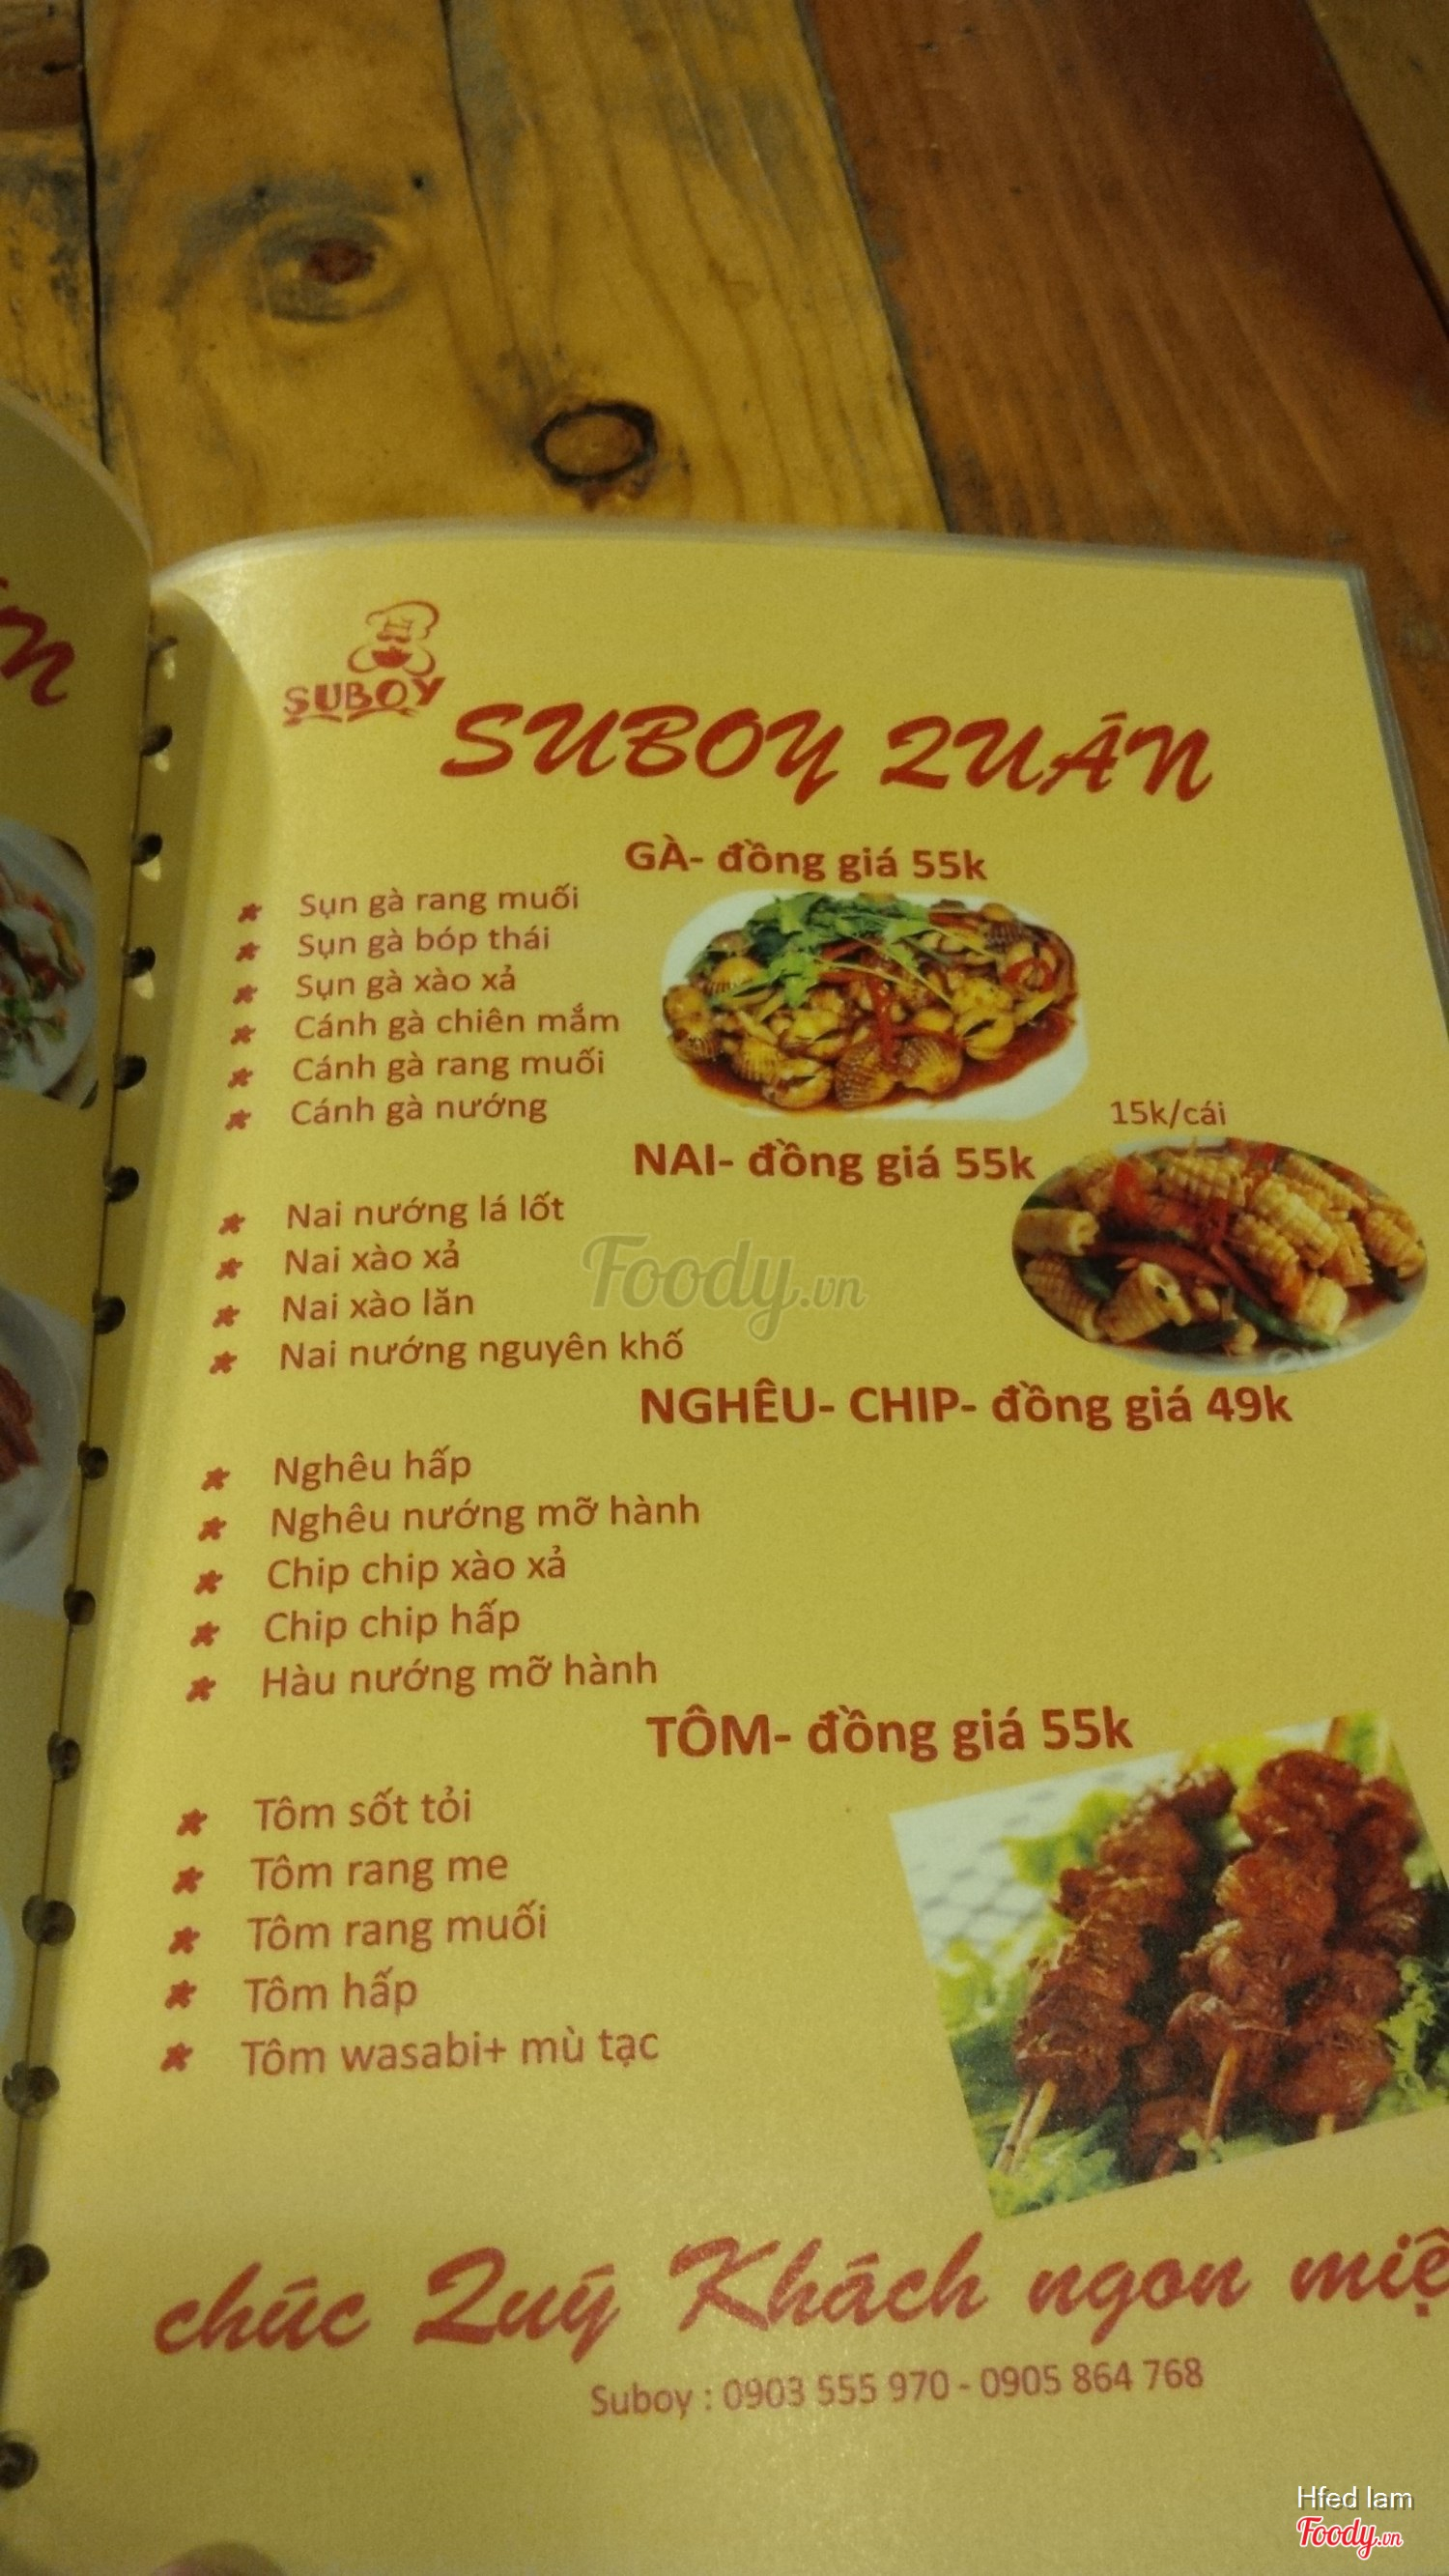 SUBOY
SUBOY QUÁN
GÀ- đồng giá 55k
Sụn gà rang muối
Sụn gà bóp thái
Sụn gà xào xả
Cánh gà chiên mắm
Cánh gà rang muối
Cánh gà nướng 15k/cái
NAI- đồng giá 55k
Nai nướng lá lốt
Nai xào xả
Nai xào lăn
Nai nướng nguyên khố
Foody.vn
NGHÊU- CHIP- đồng giá 49k
Nghêu hấp
Nghêu nướng mỡ hành
Chip chip xào xả
Chip chip hấp
Hàu nướng mỡ hành
TÔM- đồng giá 55k
Tôm sốt tỏi
Tôm rang me
Tôm rang muối
Tôm hấp
Tôm wasabi+ mù tạc
chúc Quý Khách ngon miệ
Suboy : 0903 555 970 - 0905 864 768
Hfed lam
Foody.vn